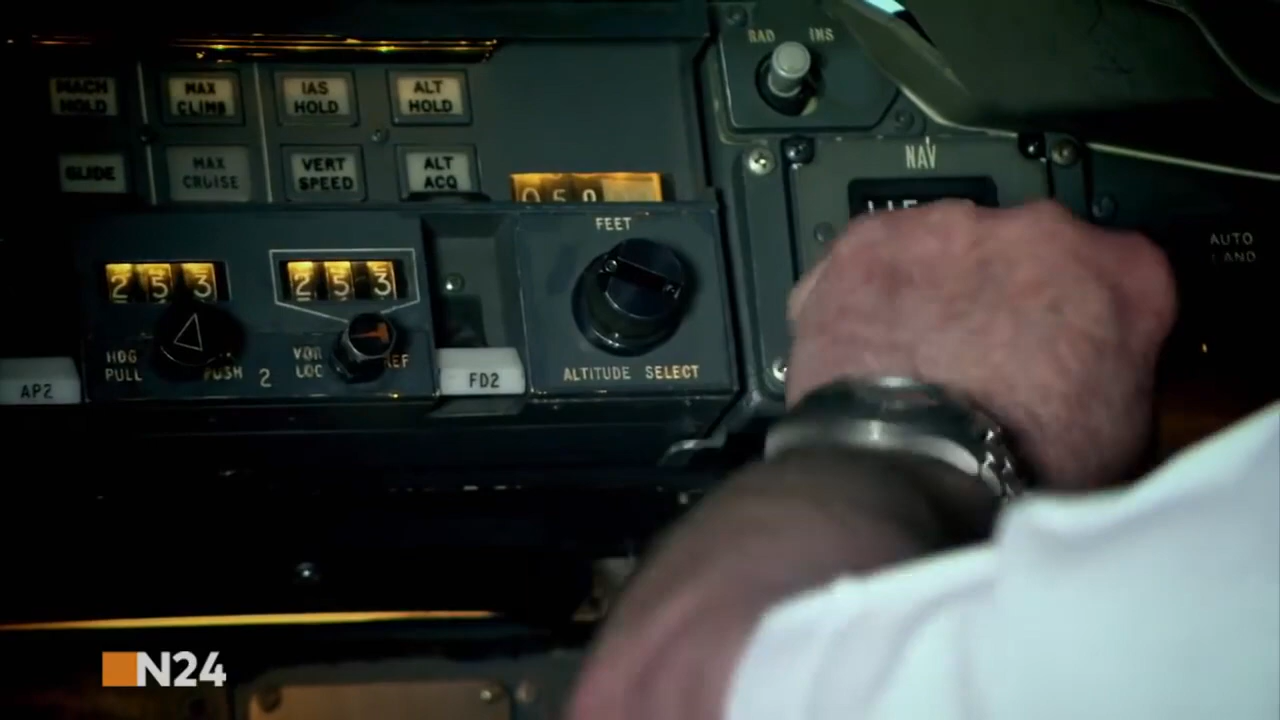 MACH HOLD
MAX CLIMB
IAS HOLD
ALT HOLD
GLIDE
MAX CRUISE
VERT SPEED
ALT ACQ
RAD INS
NAV
FEET
253
253
HDG PULL
PUSH
2
VOR LOC
REF
AP2
FD2
ALTITUDE SELECT
AUTO LAND
N24